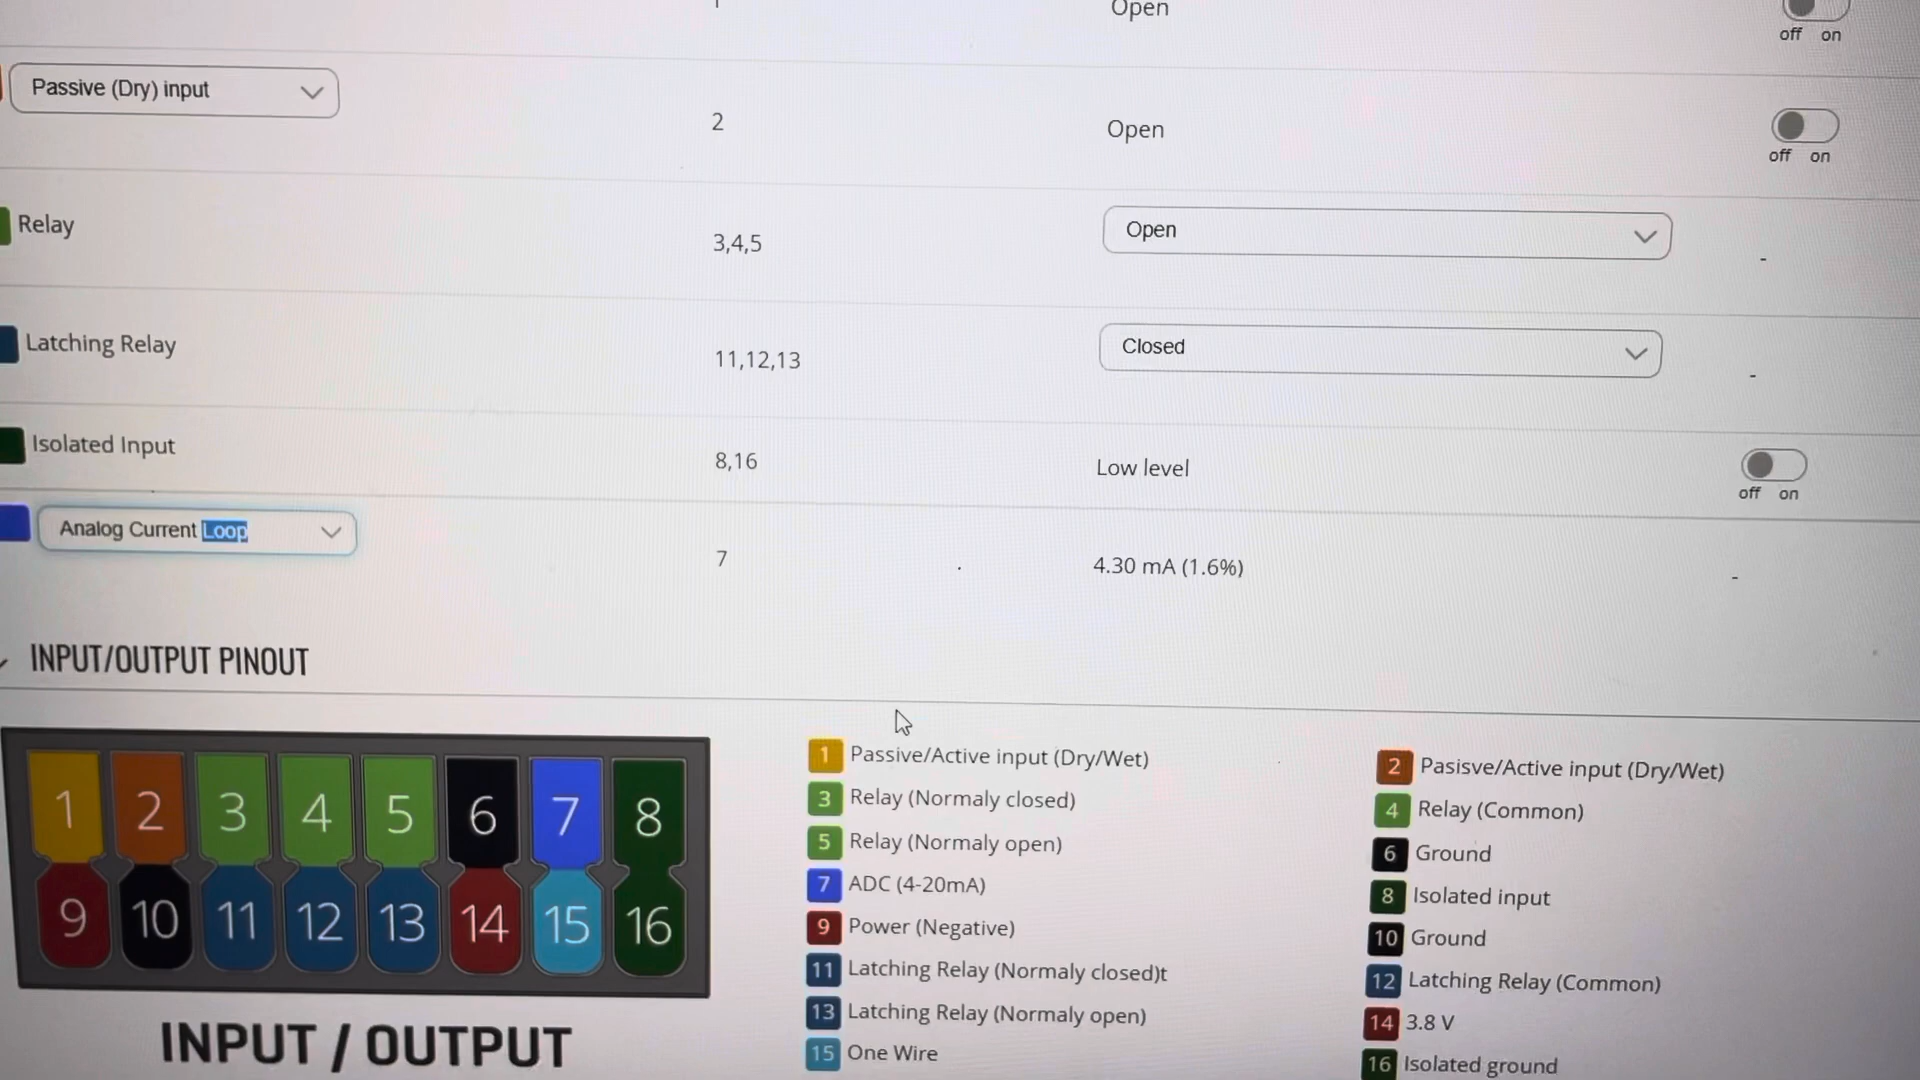 Open
off on
Passive (Dry) input
2
Open
off on
Relay
3,4,5
Open
-
Latching Relay
11,12,13
Closed
-
Isolated Input
8,16
Low level
off on
Analog Current Loop
7
4.30 mA (1.6%)
-
INPUT/OUTPUT PINOUT
1 2 3 4 5 6 7 8
9 10 11 12 13 14 15 16
INPUT / OUTPUT
1 Passive/Active input (Dry/Wet)
2 Pasisve/Active input (Dry/Wet)
3 Relay (Normaly closed)
4 Relay (Common)
5 Relay (Normaly open)
6 Ground
7 ADC (4-20mA)
8 Isolated input
9 Power (Negative)
10 Ground
11 Latching Relay (Normaly closed)t
12 Latching Relay (Common)
13 Latching Relay (Normaly open)
14 3.8 V
15 One Wire
16 Isolated ground